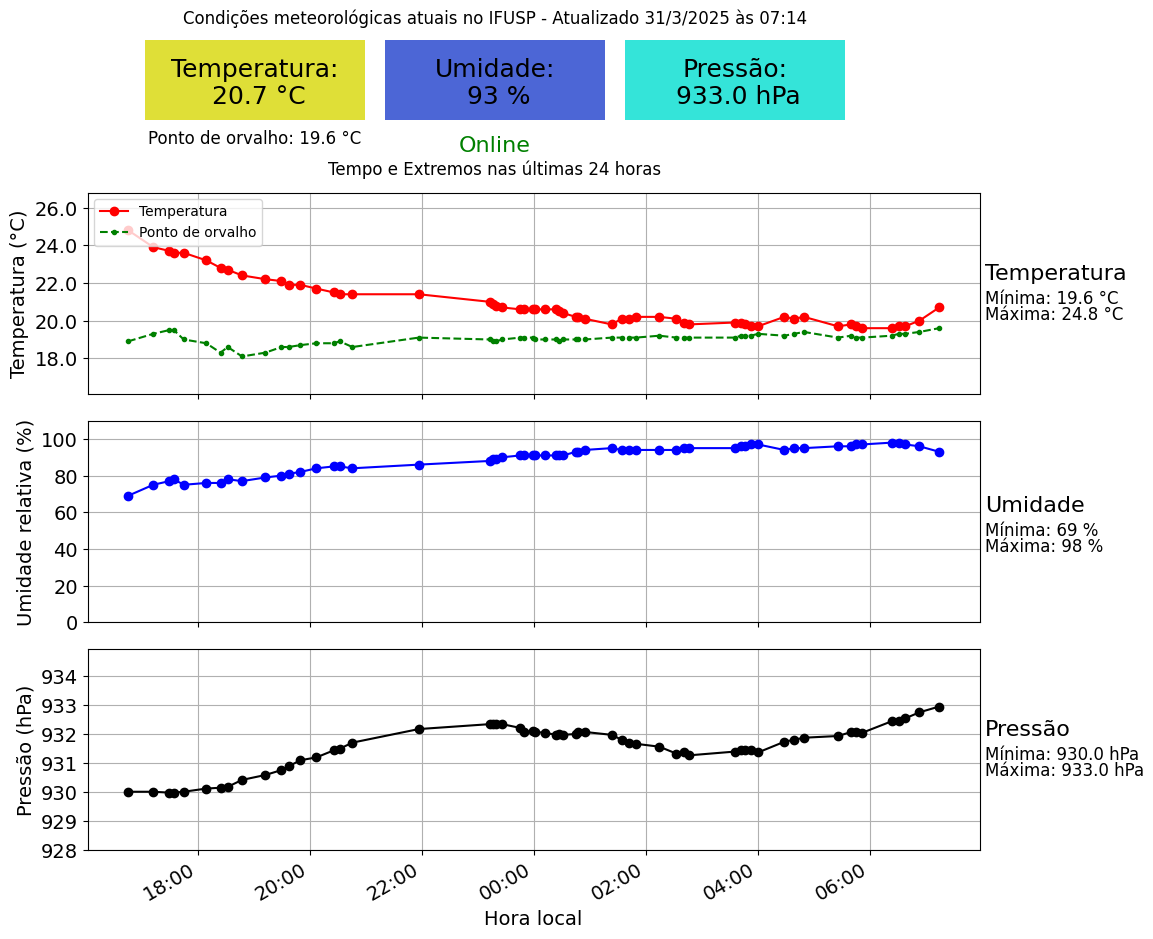 Condições meteorológicas atuais no IFUSP - Atualizado 31/3/2025 às 07:14
Temperatura:
20.7 °C
Umidade:
93 %
Pressão:
933.0 hPa
Ponto de orvalho: 19.6 °C
Online
Tempo e Extremos nas últimas 24 horas
Temperatura (°C)
26.0
24.0
22.0
20.0
18.0
Temperatura
Ponto de orvalho
Temperatura
Mínima: 19.6 °C
Máxima: 24.8 °C
Umidade relativa (%)
100
80
60
40
20
0
Umidade
Mínima: 69 %
Máxima: 98 %
Pressão (hPa)
934
933
932
931
930
929
928
Pressão
Mínima: 930.0 hPa
Máxima: 933.0 hPa
18:00
20:00
22:00
00:00
02:00
04:00
06:00
Hora local